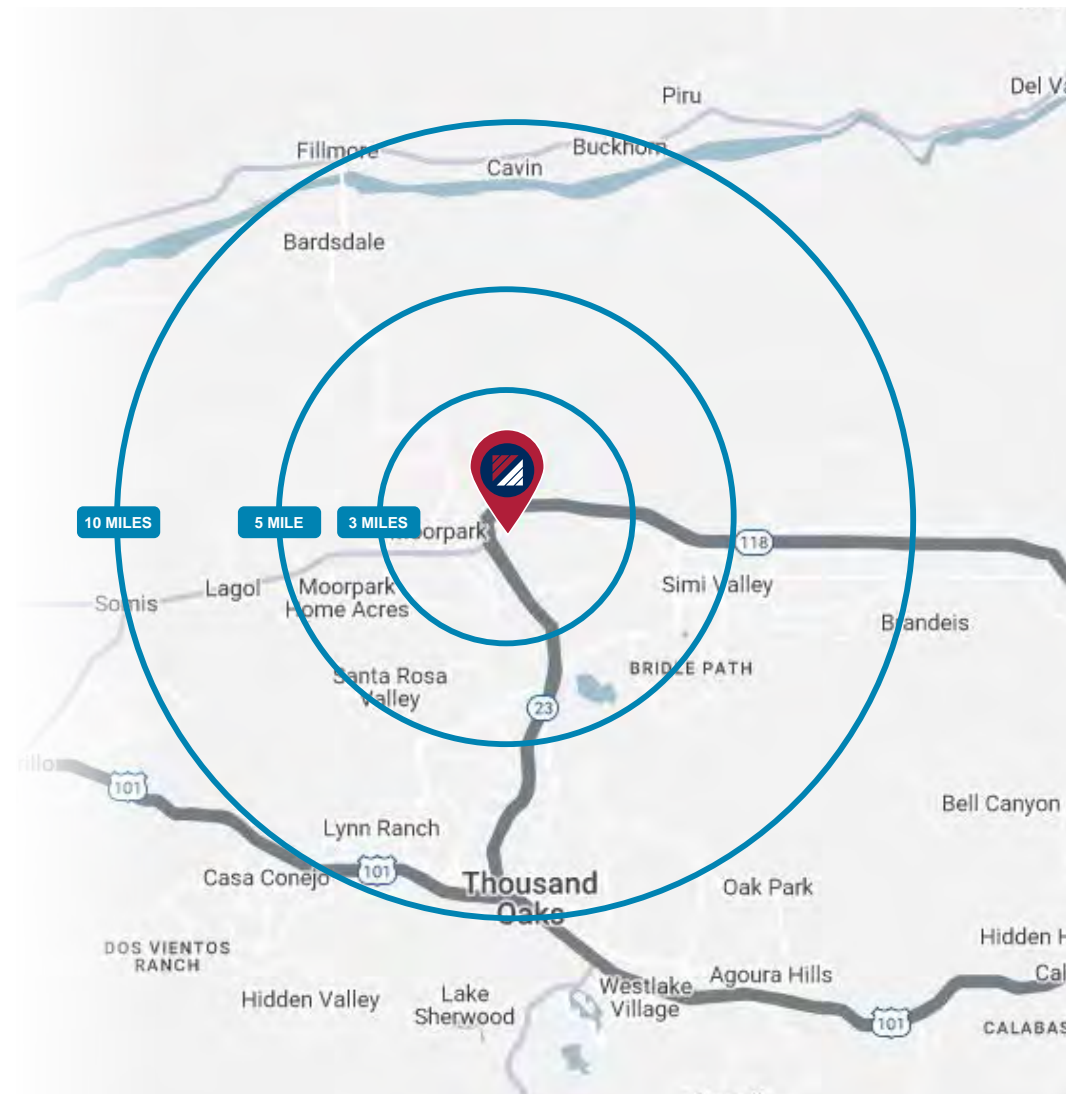 Piru
Del Va
Fillmore
Buckhorn
Cavin
Bardsdale
10 MILES
5 MILE
3 MILES
oorpark
118
Lagol
Moorpark
Home Acres
Simi Valley
Somis
Brandeis
Santa Rosa
Valley
BRIDLE PATH
23
rillo
101
Bell Canyon
Lynn Ranch
101
Casa Conejo
Thousand
Oaks
Oak Park
DOS VIENTOS
RANCH
Hidden H
Hidden Valley
Lake
Sherwood
Westlake
Village
Agoura Hills
Cal
101
CALABAS